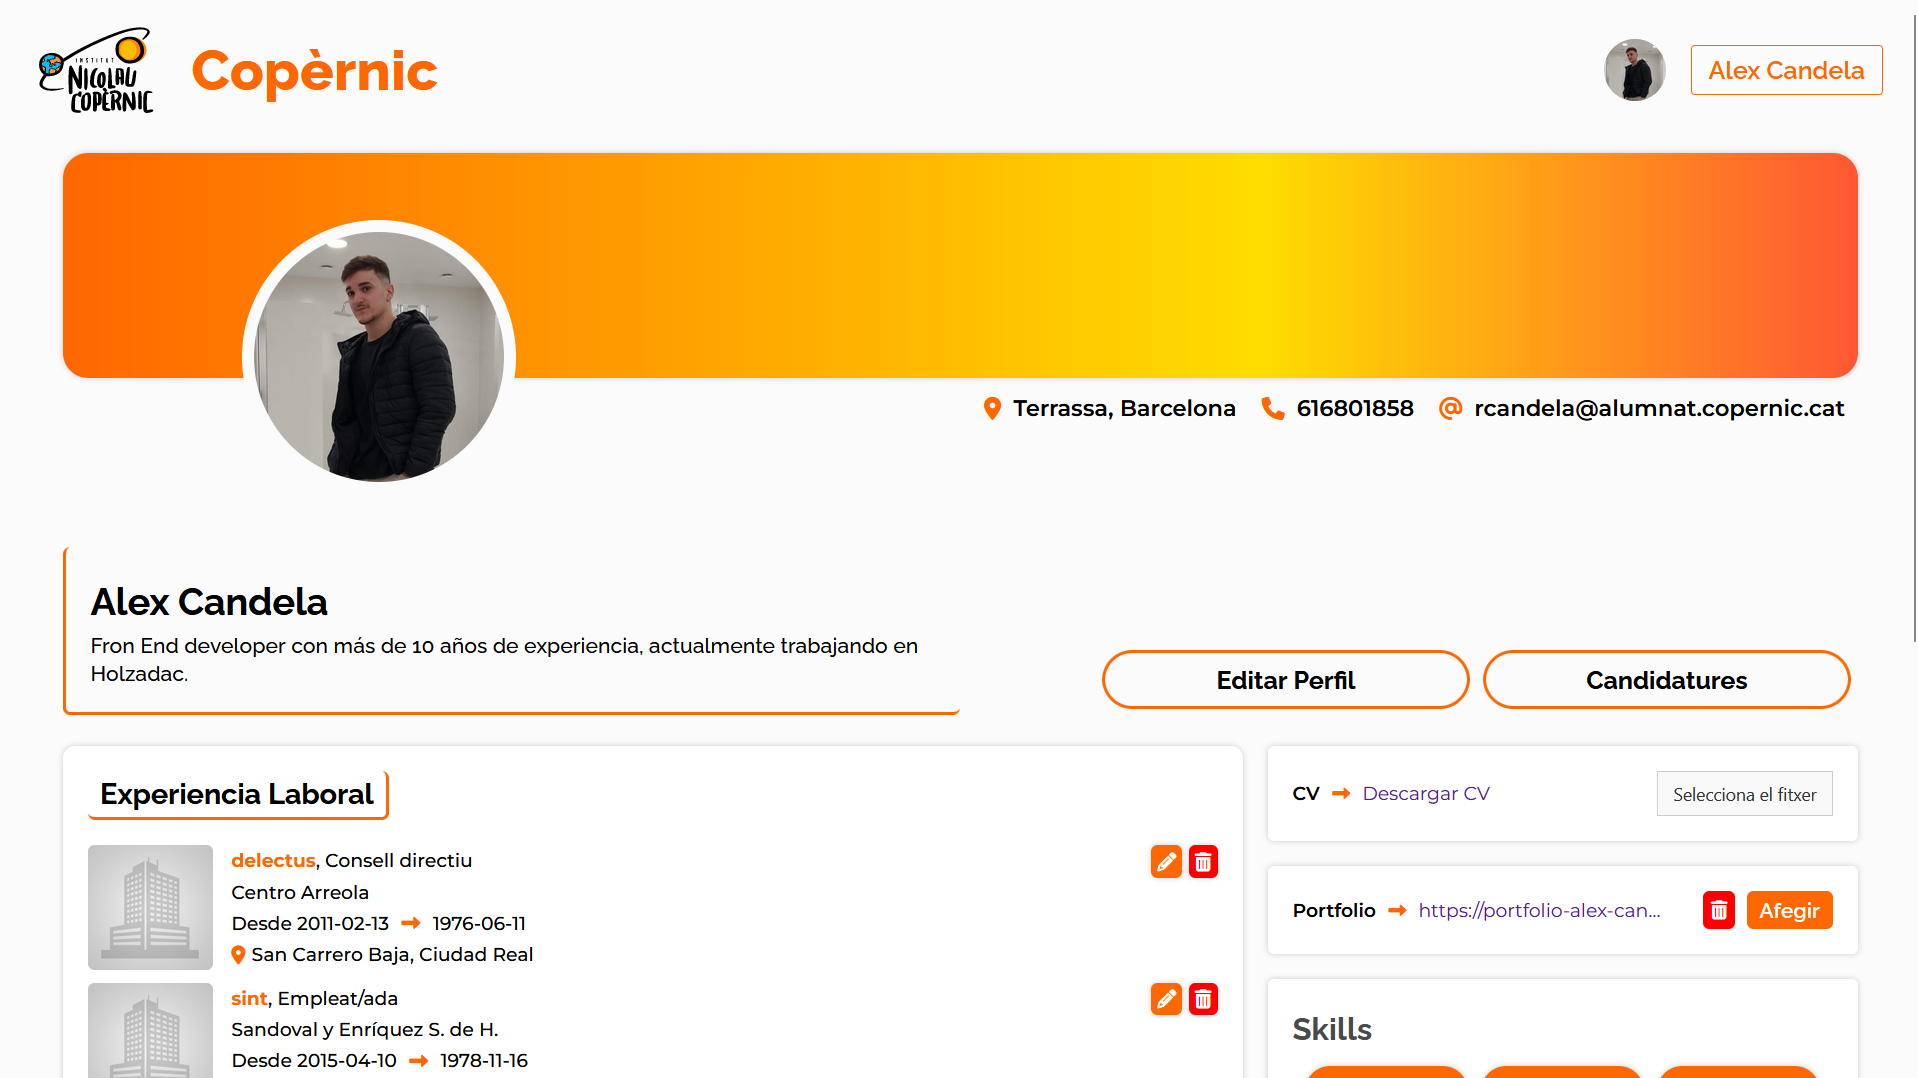 INSTITUT
NICOLAU
COPÈRNIC
Copèrnic
Alex Candela
Terrassa, Barcelona
616801858
rcandela@alumnat.copernic.cat
Alex Candela
Fron End developer con más de 10 años de experiencia, actualmente trabajando en
Holzadac.
Editar Perfil
Candidatures
Experiencia Laboral
delectus, Consell directiu
Centro Arreola
Desde 2011-02-13 → 1976-06-11
San Carrero Baja, Ciudad Real
sint, Empleat/ada
Sandoval y Enríquez S. de H.
Desde 2015-04-10 → 1978-11-16
CV → Descargar CV
Selecciona el fitxer
Portfolio → https://portfolio-alex-can...
Afegir
Skills